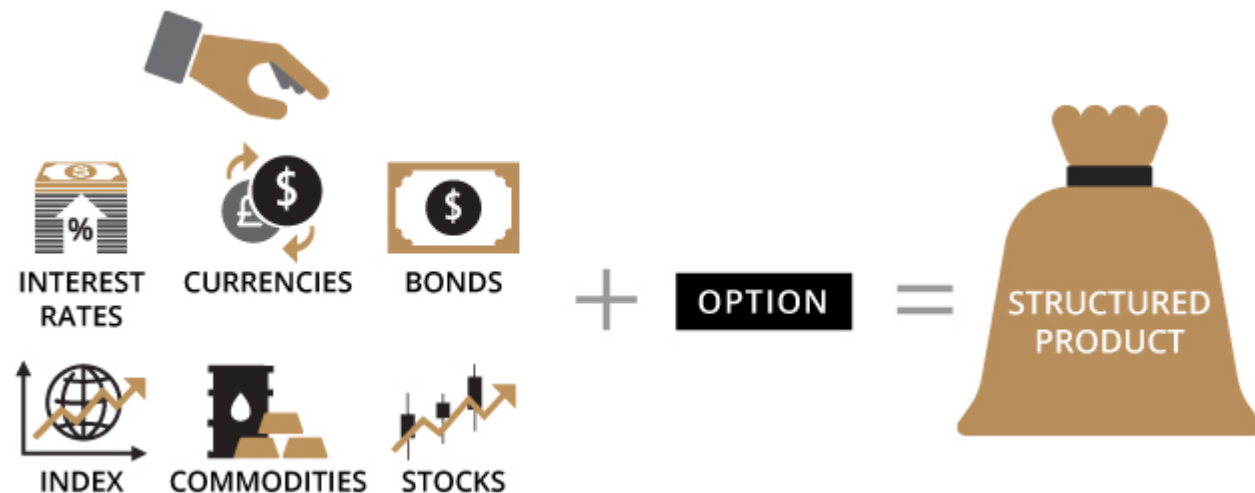 %
£
$
$
$
INTEREST
RATES
CURRENCIES
BONDS
+
OPTION
=
STRUCTURED
PRODUCT
INDEX
COMMODITIES
STOCKS